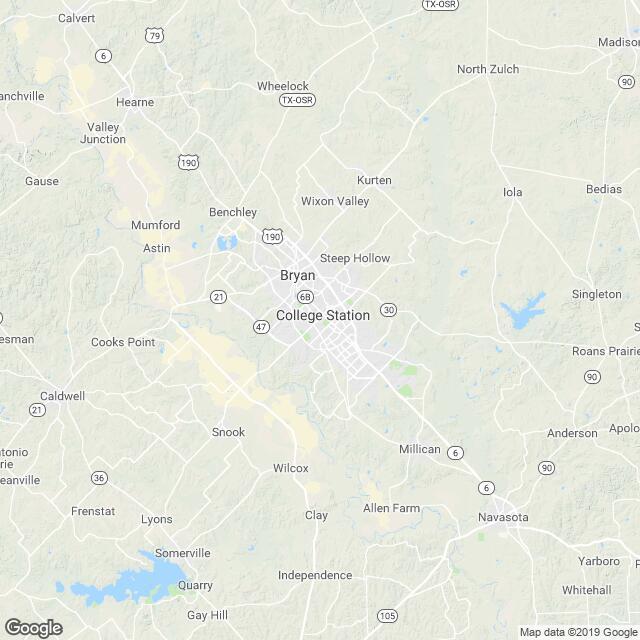 TX-OSR
Calvert
79
6
Madison
North Zulch
90
Wheelock
anchville
Hearne
TX-OSR
Valley
Junction
190
Gause
Kurten
Iola
Bedias
Wixon Valley
Benchley
Mumford
190
Astin
Steep Hollow
Bryan
21
6B
Singleton
College Station
30
47
esman
Cooks Point
Roans Prairie
90
Caldwell
21
Snook
Anderson
Apolo
Millican
6
ntonio
rie
eanville
Wilcox
90
36
6
Frenstat
Allen Farm
Lyons
Clay
Navasota
Somerville
Yarboro
Quarry
Independence
Whitehall
Gay Hill
105
Google
Map data ©2019 Google